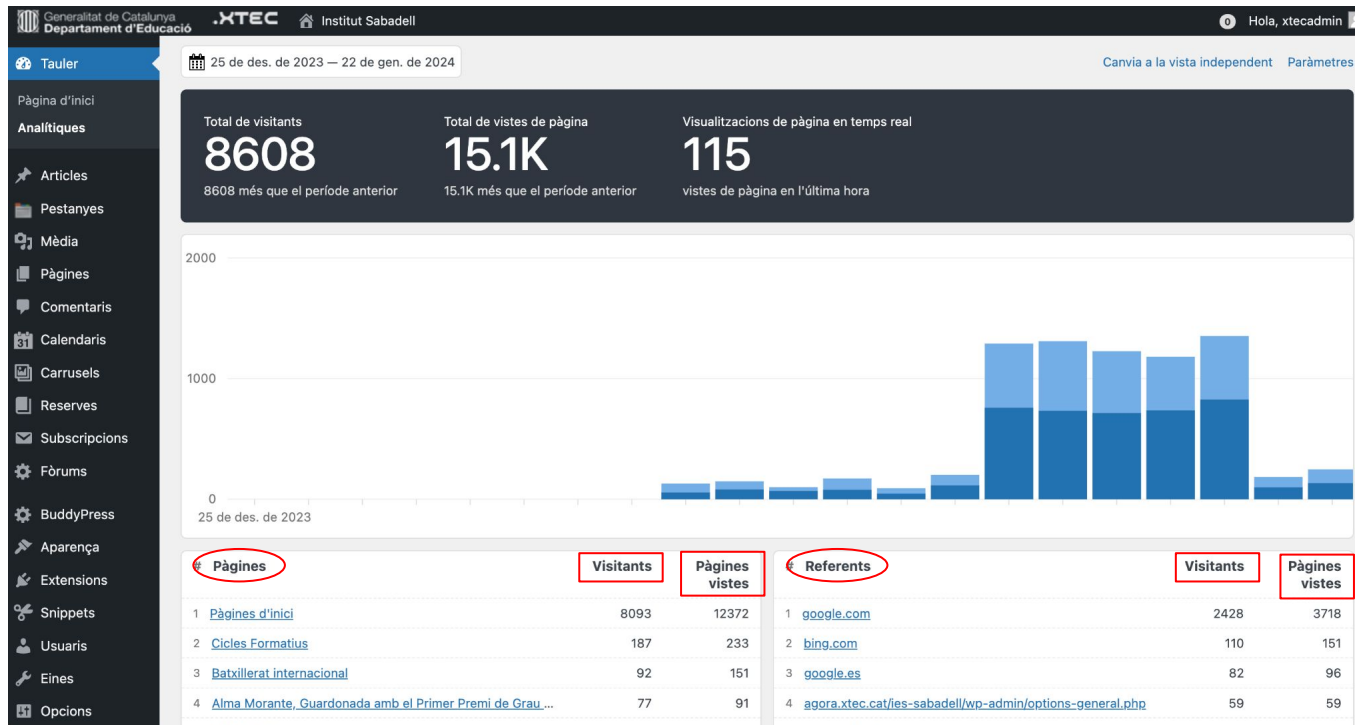 Generalitat de Catalunya
Departament d'Educació
.XTEC
Institut Sabadell
0
Hola, xtecadmin
Tauler
Pàgina d'inici
Analítiques
Articles
Pestanyes
Mèdia
Pàgines
Comentaris
31
Calendaris
Carrusels
Reserves
Subscripcions
Fòrums
BuddyPress
Aparença
Extensions
Snippets
Usuaris
Eines
Opcions
25 de des. de 2023 — 22 de gen. de 2024
Canvia a la vista independent Paràmetres
Total de visitants
8608
8608 més que el període anterior
Total de vistes de pàgina
15.1K
15.1K més que el període anterior
Visualitzacions de pàgina en temps real
115
vistes de pàgina en l'última hora
2000
1000
0
25 de des. de 2023
# Pàgines Visitants Pàgines
vistes
1 Pàgines d'inici 8093 12372
2 Cicles Formatius 187 233
3 Batxillerat internacional 92 151
4 Alma Morante, Guardonada amb el Primer Premi de Grau ... 77 91
# Referents Visitants Pàgines
vistes
1 google.com 2428 3718
2 bing.com 110 151
3 google.es 82 96
4 agora.xtec.cat/ies-sabadell/wp-admin/options-general.php 59 59